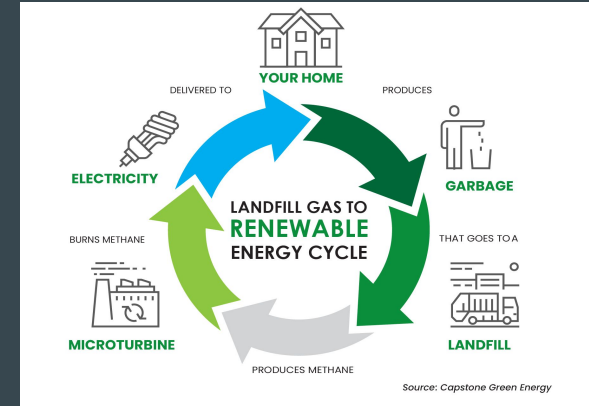 YOUR HOME
DELIVERED TO
PRODUCES
ELECTRICITY
GARBAGE
LANDFILL GAS TO
RENEWABLE
ENERGY CYCLE
BURNS METHANE
THAT GOES TO A
MICROTURBINE
LANDFILL
PRODUCES METHANE
Source: Capstone Green Energy